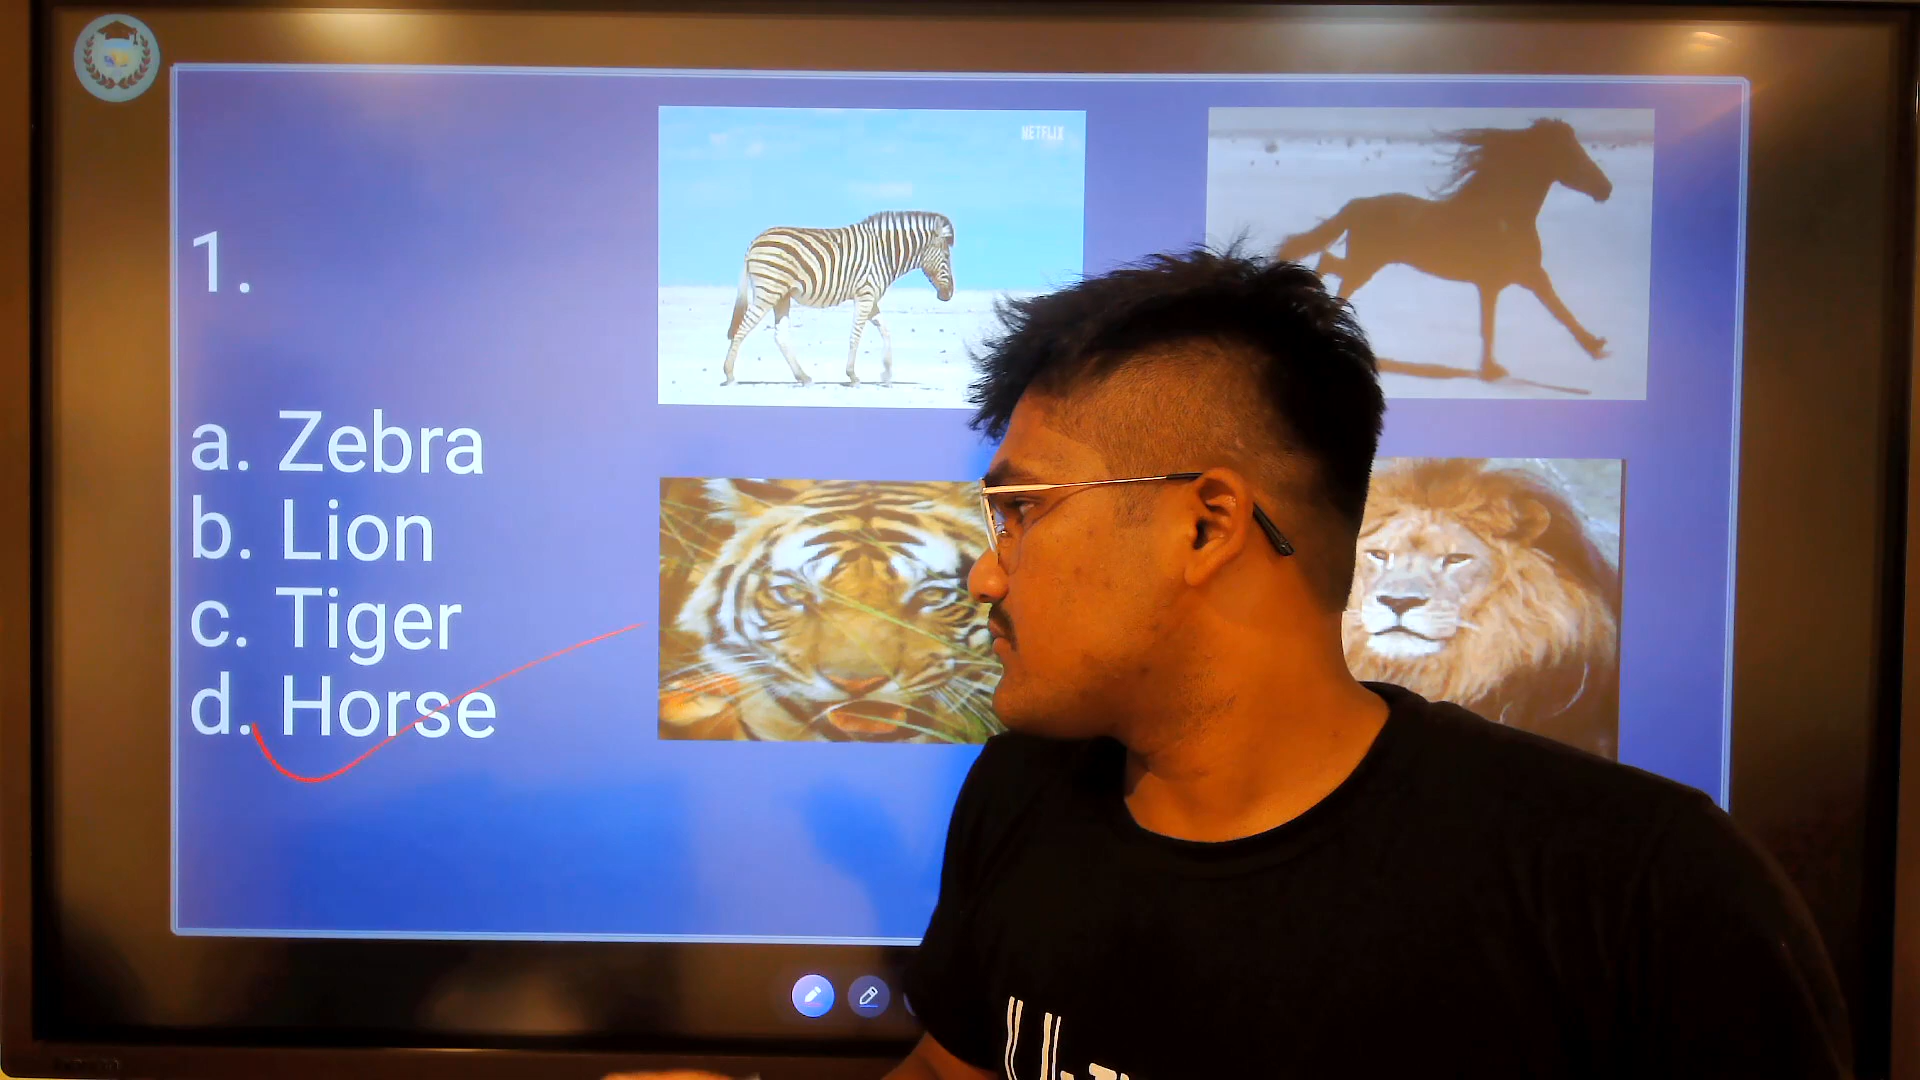 NETFLIX
1.
a. Zebra
b. Lion
c. Tiger
d. Horse